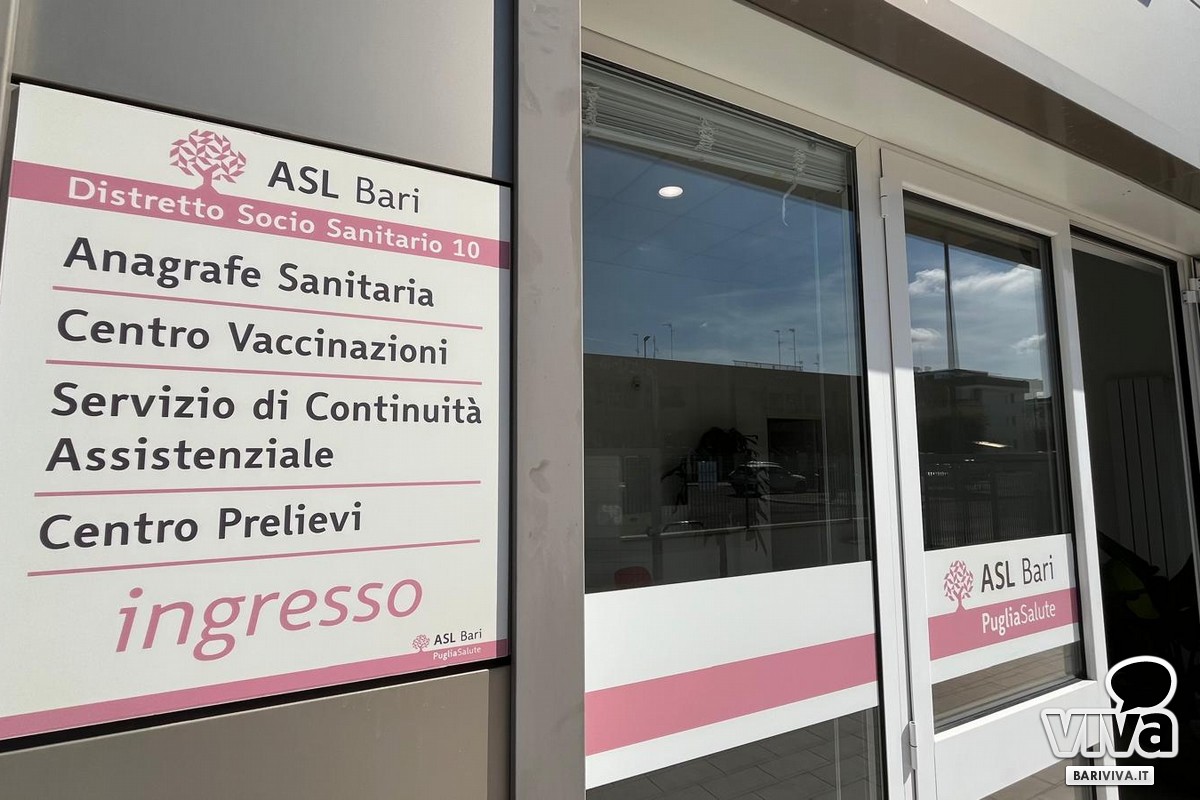 ASL Bari
Distretto Socio Sanitario 10
Anagrafe Sanitaria
Centro Vaccinazioni
Servizio di Continuità
Assistenziale
Centro Prelievi
ingresso
ASL Bari
PugliaSalute
ASL Bari
PugliaSalute
viva
BARIVIVA.IT